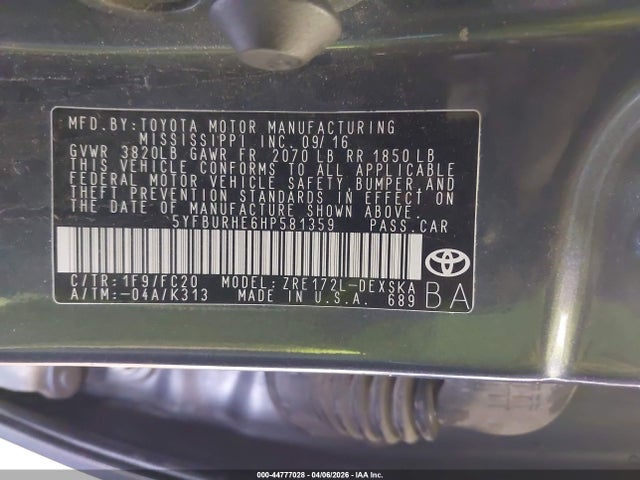 MFD.BY:TOYOTA MOTOR MANUFACTURING
MISSISSIPPI INC. 09/16
GVWR 3820LB GAWR FR 2070 LB RR 1850 LB
THIS VEHICLE CONFORMS TO ALL APPLICABLE
FEDERAL MOTOR VEHICLE SAFETY, BUMPER, AND
THEFT PREVENTION STANDARDS IN EFFECT ON
THE DATE OF MANUFACTURE SHOWN ABOVE.
5YFBURHE6HP581359 PASS.CAR
C/TR:1F9/FC20 MODEL:ZRE172L-DEXSKA
A/TM:-04A/K313 MADE IN U.S.A. 689
BA
000-44777028 - 04/06/2026 - Copyright IAA, Inc.